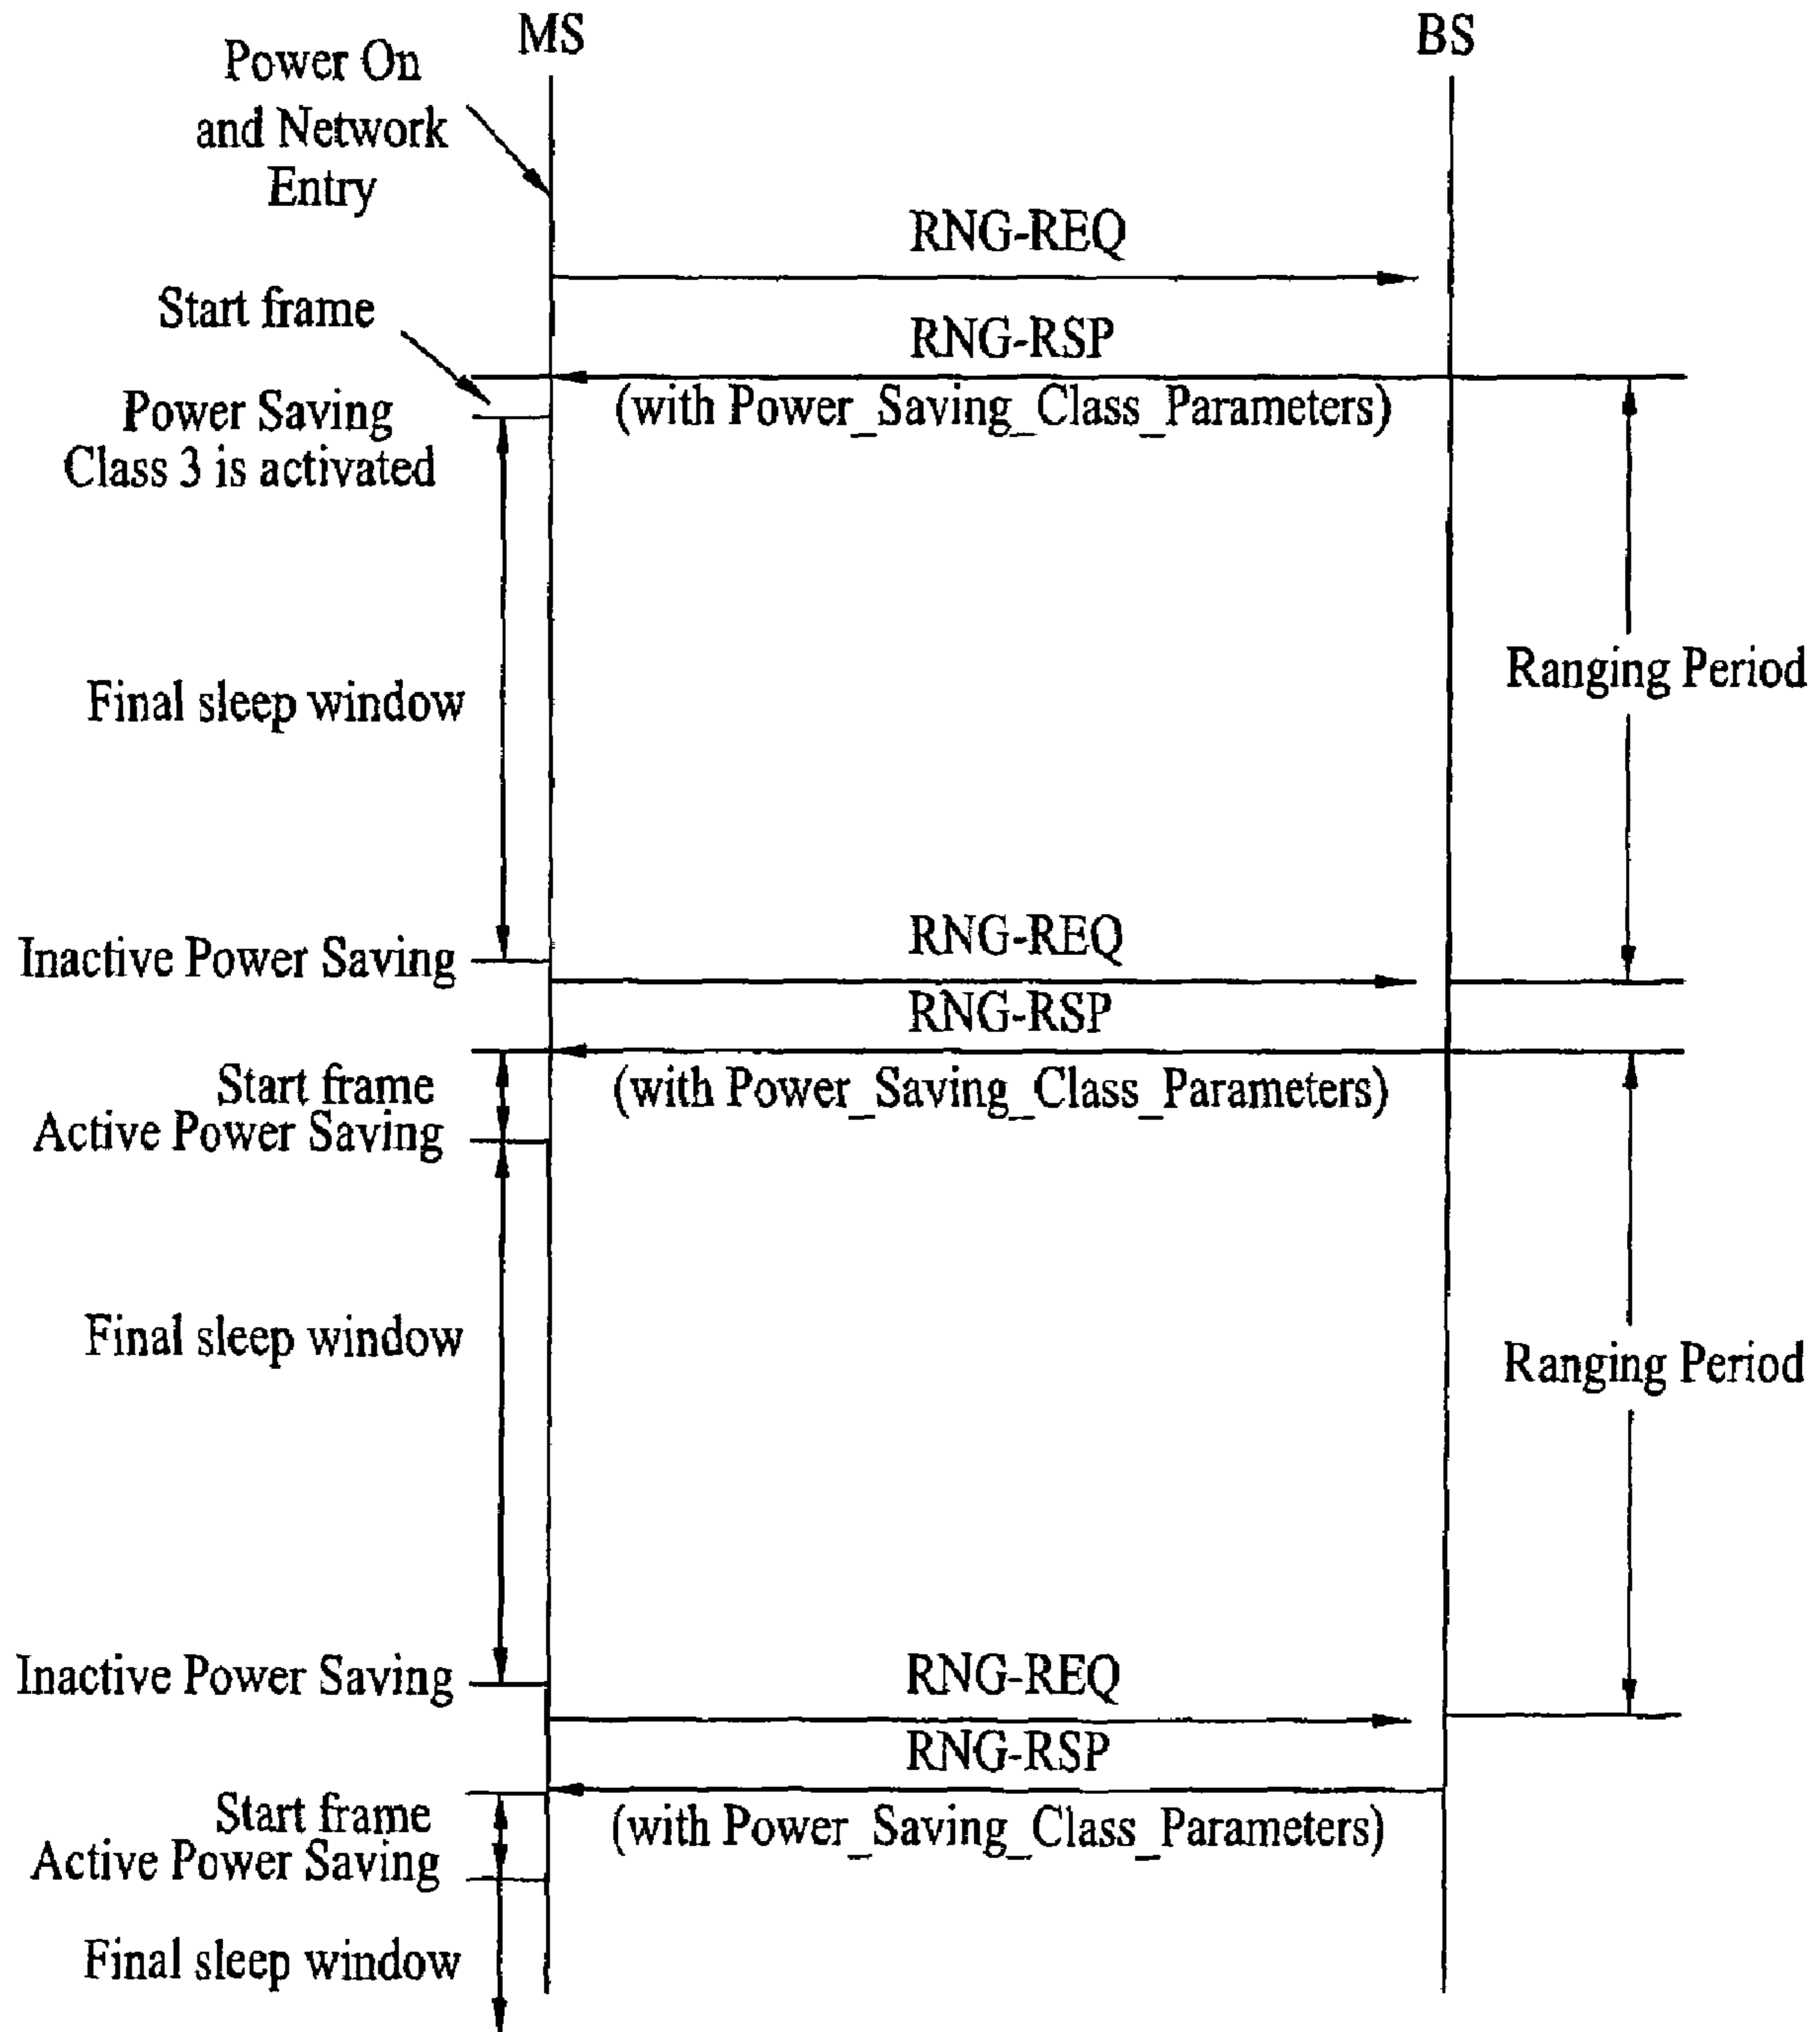 MS
BS
Power On
and Network
Entry
RNG-REQ
Start frame
RNG-RSP
(with Power_Saving_Class_Parameters)
Power Saving
Class 3 is activated
Ranging Period
Final sleep window
RNG-REQ
Inactive Power Saving
RNG-RSP
Start frame
(with Power_Saving_Class_Parameters)
Active Power Saving
Final sleep window
Ranging Period
RNG-REQ
Inactive Power Saving
RNG-RSP
Start frame
(with Power_Saving_Class_Parameters)
Active Power Saving
Final sleep window